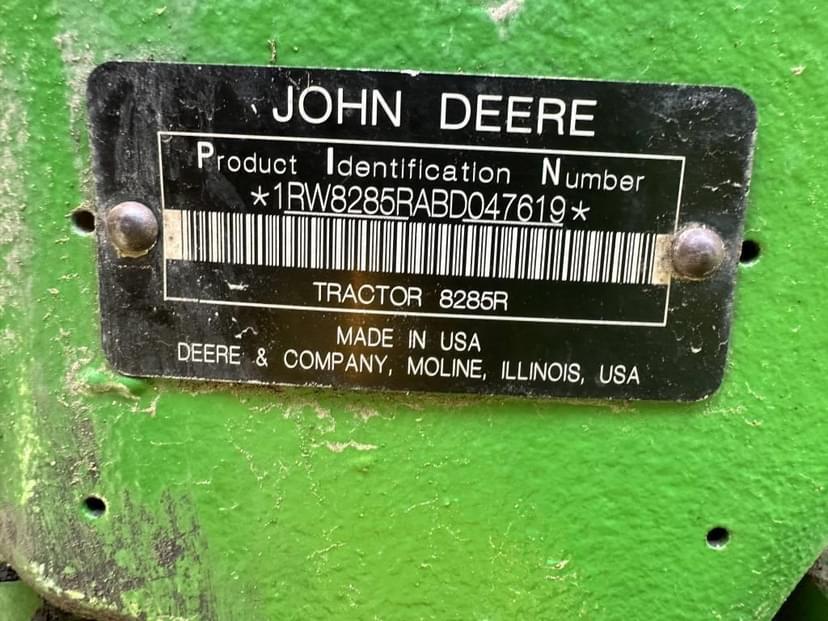 JOHN DEERE
Product Identification Number
*1RW8285RABD047619*
TRACTOR 8285R
MADE IN USA
DEERE & COMPANY, MOLINE, ILLINOIS, USA